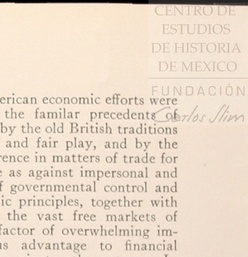 CENTRO DE
ESTUDIOS
DE HISTORIA
DE MEXICO
FUNDACIÓN
Carlos Slim
erican economic efforts were
the familar precedents of
by the old British traditions
and fair play, and by the
rence in matters of trade for
e as against impersonal and
f governmental control and
ic principles, together with
the vast free markets of
factor of overwhelming im-
us advantage to financial